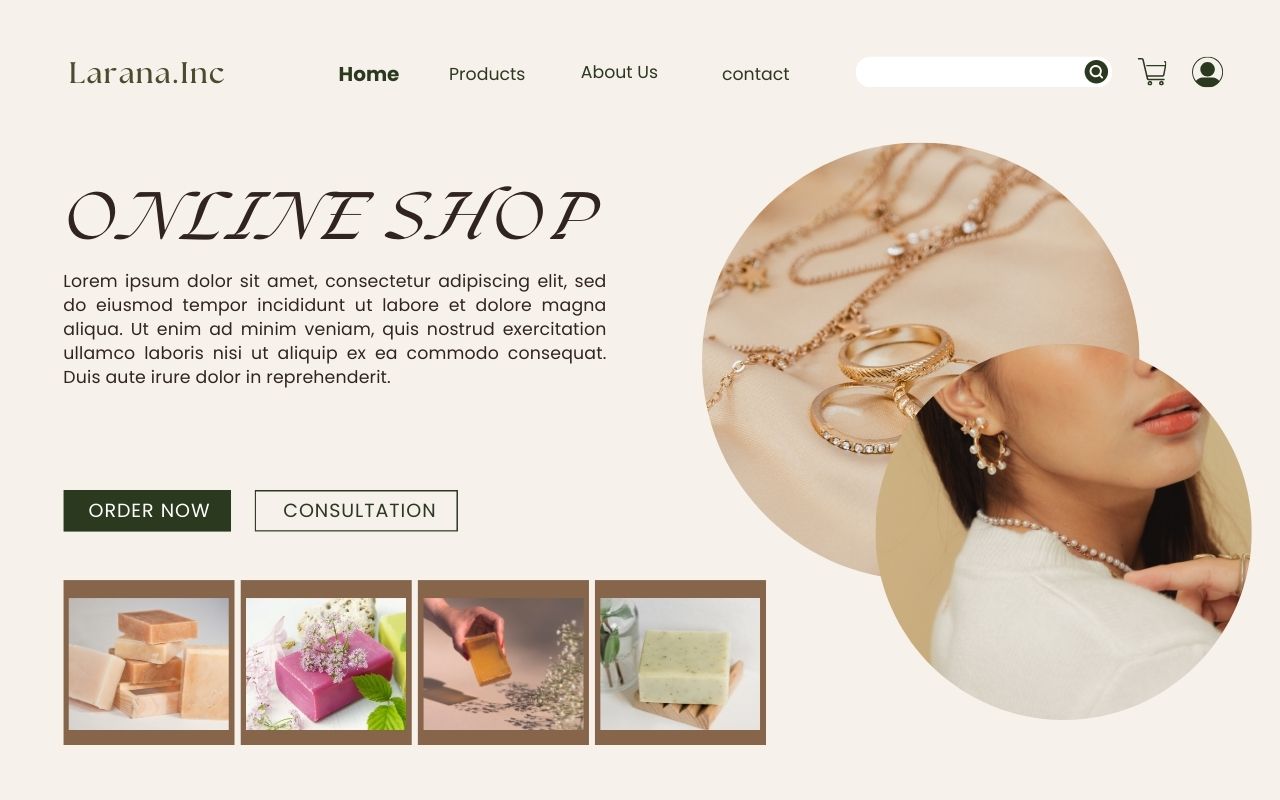 Larana.Inc
Home
Products
About Us
contact
ONLINE SHOP
Lorem ipsum dolor sit amet, consectetur adipiscing elit, sed
do eiusmod tempor incididunt ut labore et dolore magna
aliqua. Ut enim ad minim veniam, quis nostrud exercitation
ullamco laboris nisi ut aliquip ex ea commodo consequat.
Duis aute irure dolor in reprehenderit.
ORDER NOW
CONSULTATION